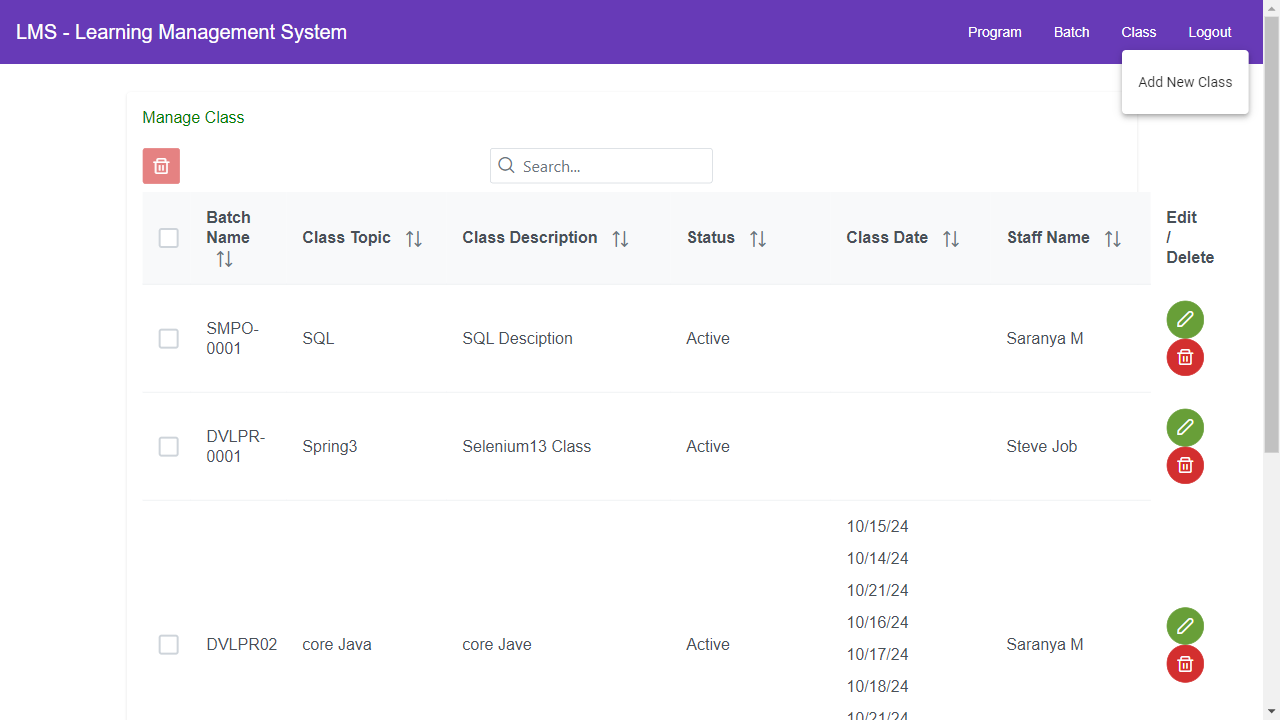 LMS - Learning Management System
Program Batch Class Logout
Add New Class
Manage Class
Search...
Batch Name Class Topic Class Description Status Class Date Staff Name Edit / Delete
SMPO-0001 SQL SQL Desciption Active Saranya M
DVLPR-0001 Spring3 Selenium13 Class Active Steve Job
DVLPR02 core Java core Jave Active Saranya M
10/15/24
10/14/24
10/21/24
10/16/24
10/17/24
10/18/24
10/21/24